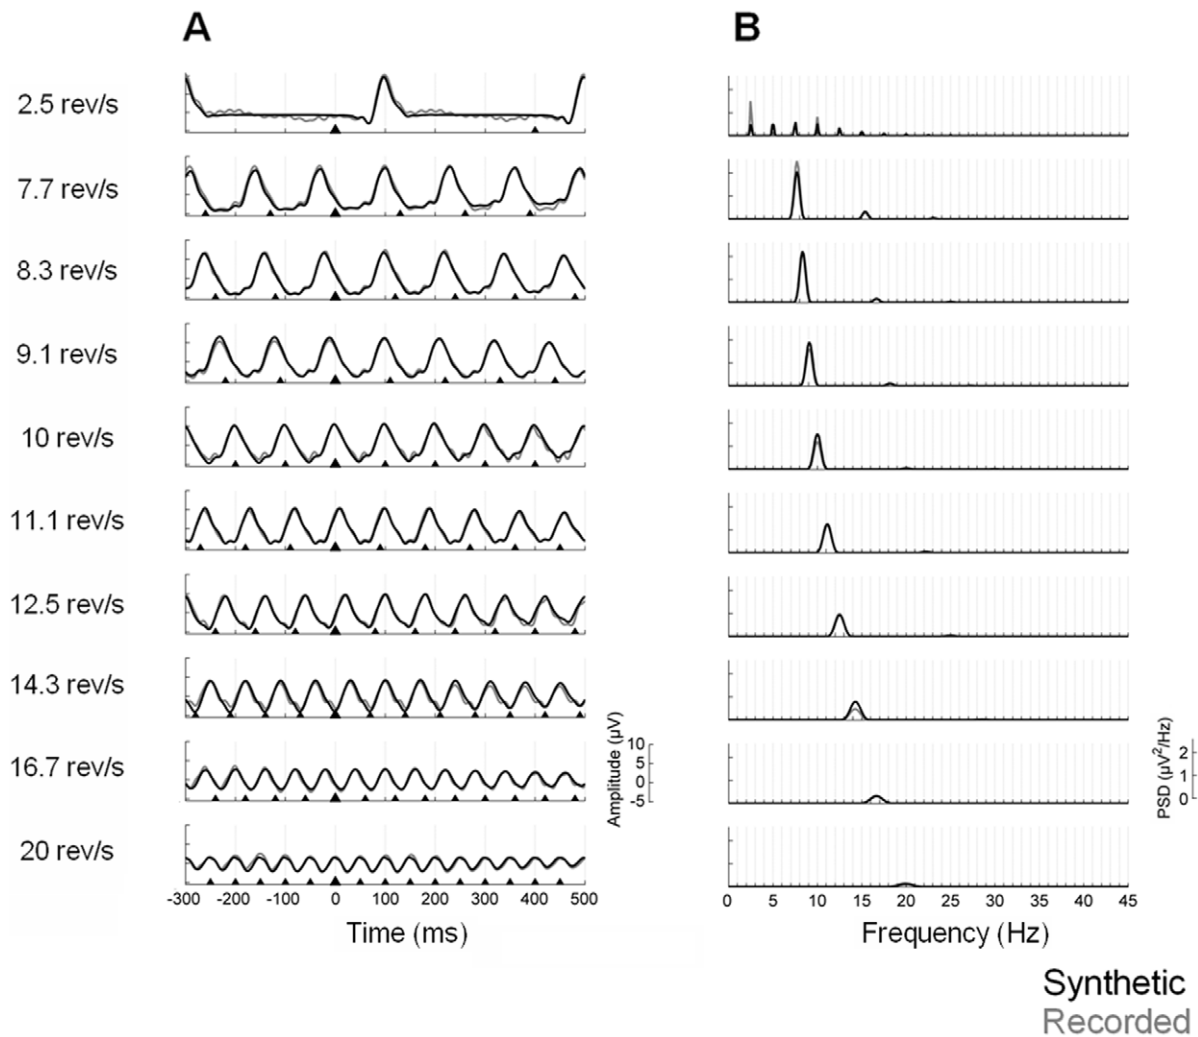 A B
2.5 rev/s
7.7 rev/s
8.3 rev/s
9.1 rev/s
10 rev/s
11.1 rev/s
12.5 rev/s
14.3 rev/s
16.7 rev/s
20 rev/s
Amplitude (µV)
10
5
0
-5
PSD (µV²/Hz)
2
1
0
-300 -200 -100 0 100 200 300 400 500
0 5 10 15 20 25 30 35 40 45
Time (ms) Frequency (Hz)
Synthetic
Recorded